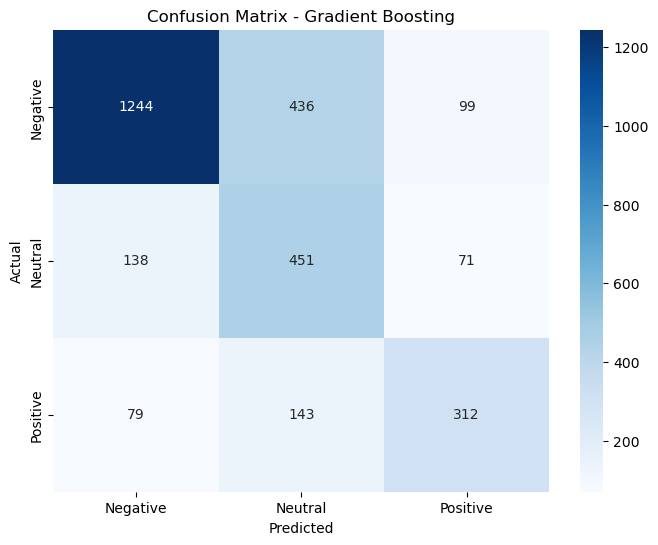 Confusion Matrix - Gradient Boosting
Negative 1244 436 99
Neutral 138 451 71
Positive 79 143 312
Actual
Negative Neutral Positive
Predicted
1200
1000
800
600
400
200